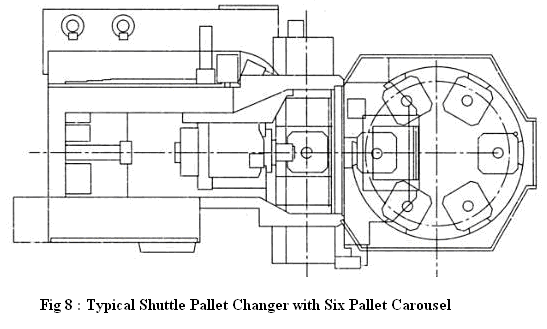 Fig 8 : Typical Shuttle Pallet Changer with Six Pallet Carousel